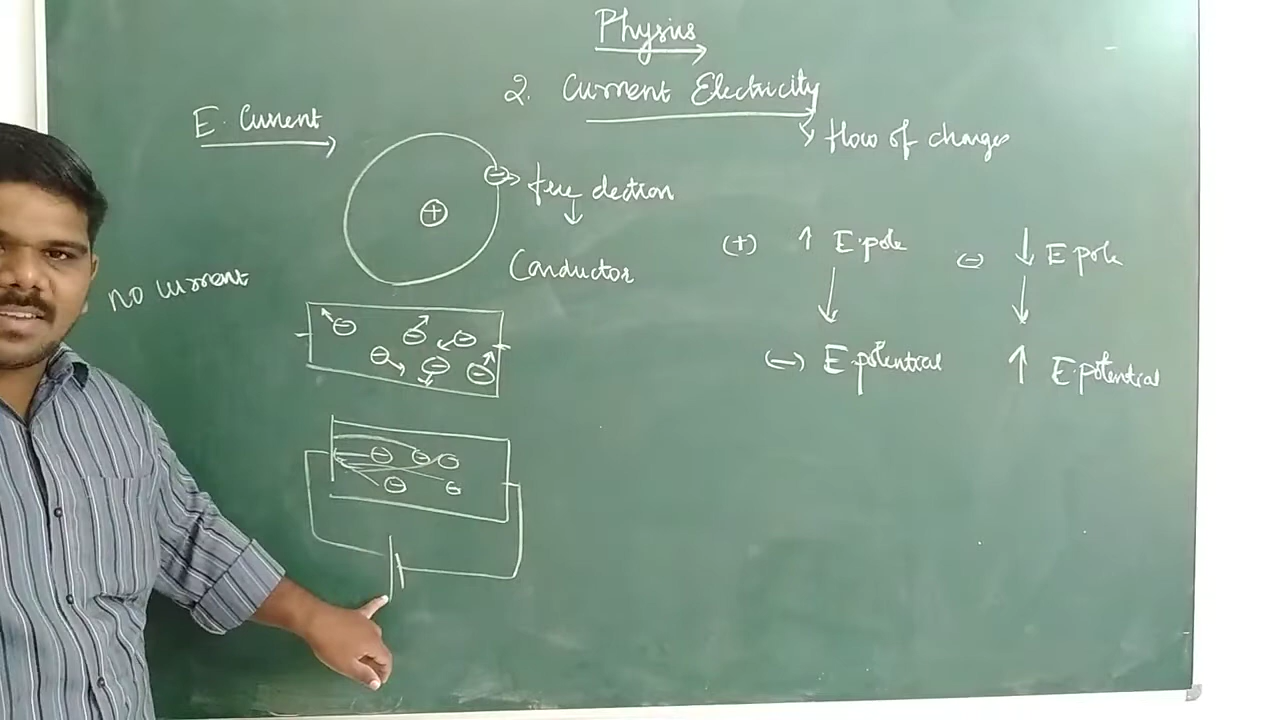 Physics
2. Current Electricity
E. Current
flow of charges
free electron
Conductor
no current
(+) ↑ E.pole
(-) ↓ E pole
(-) E.potential
↑ E.potential